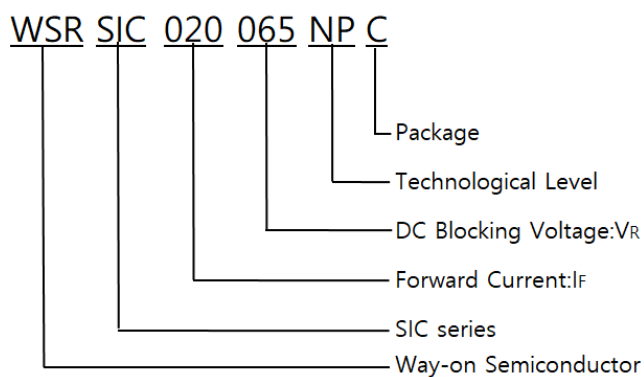 WSR SIC 020 065 NP C
Package
Technological Level
DC Blocking Voltage:VR
Forward Current:IF
SIC series
Way-on Semiconductor